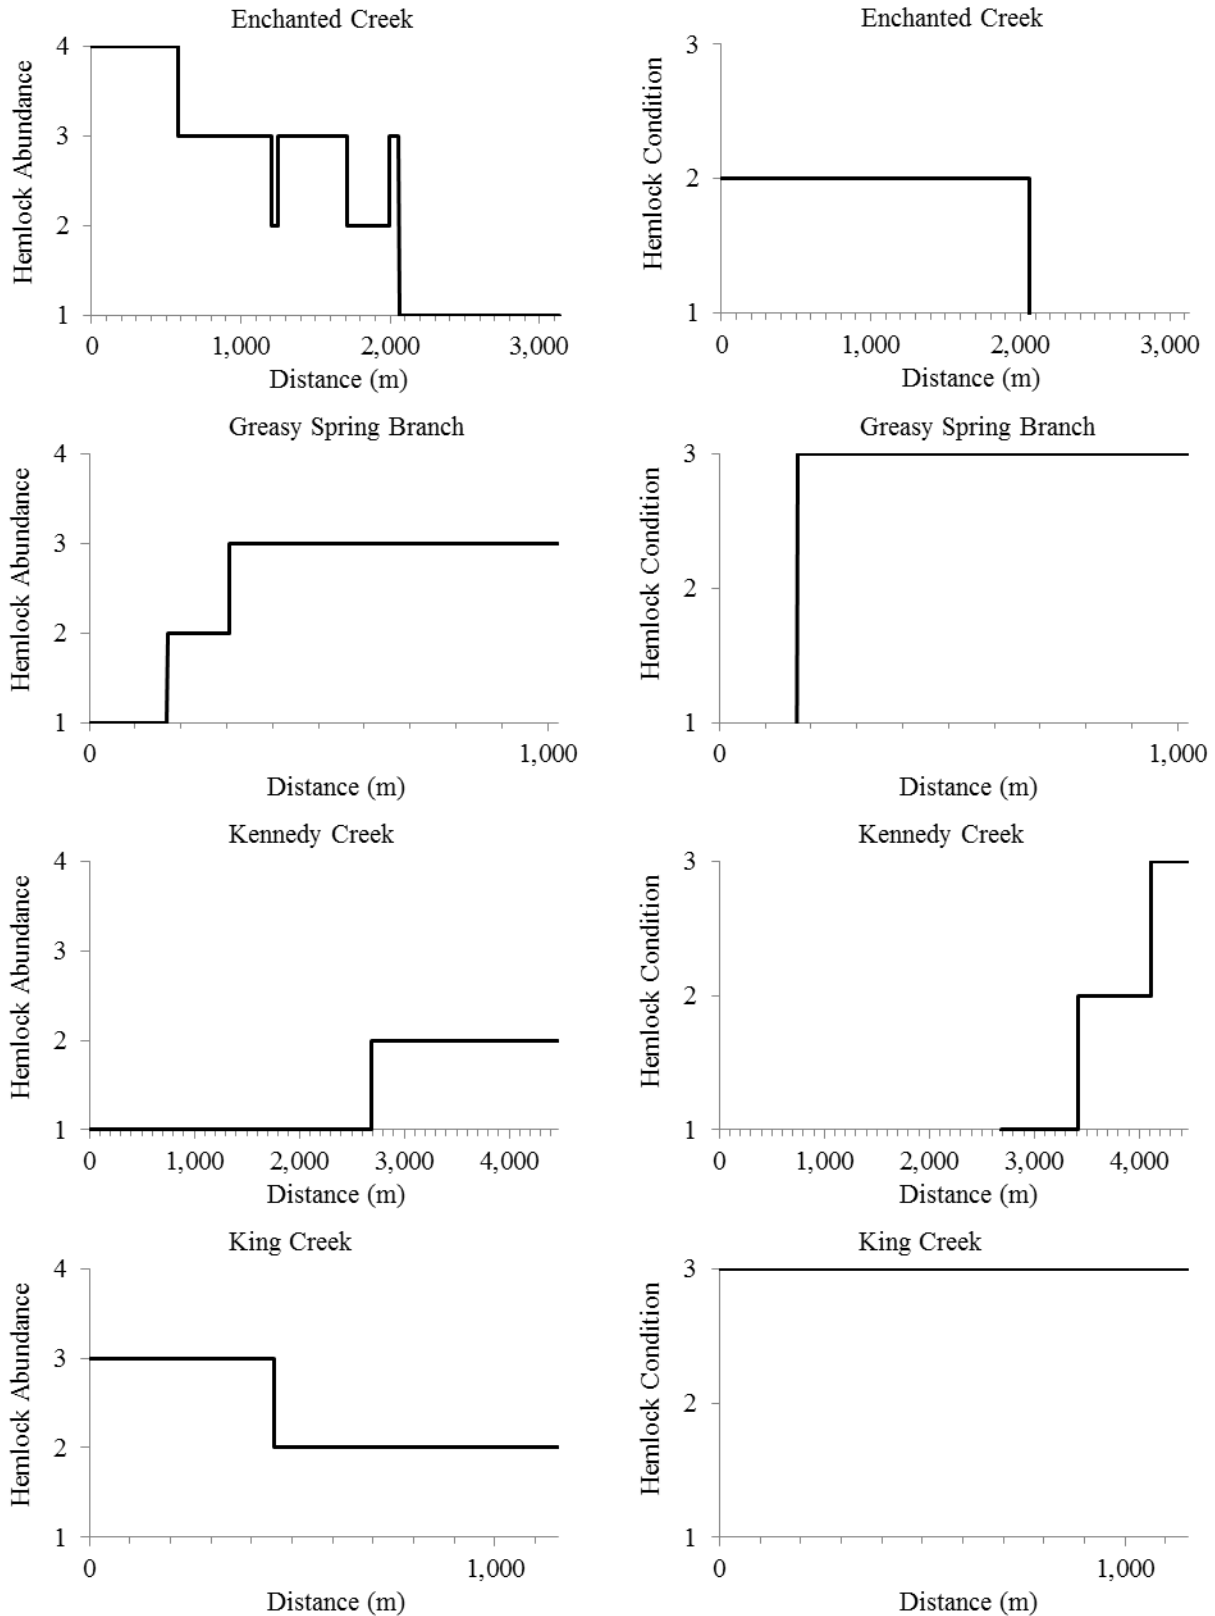 Enchanted Creek
Hemlock Abundance
4
3
2
1
0 1,000 2,000 3,000
Distance (m)
Enchanted Creek
Hemlock Condition
3
2
1
0 1,000 2,000 3,000
Distance (m)
Greasy Spring Branch
Hemlock Abundance
4
3
2
1
0 1,000
Distance (m)
Greasy Spring Branch
Hemlock Condition
3
2
1
0 1,000
Distance (m)
Kennedy Creek
Hemlock Abundance
4
3
2
1
0 1,000 2,000 3,000 4,000
Distance (m)
Kennedy Creek
Hemlock Condition
3
2
1
0 1,000 2,000 3,000 4,000
Distance (m)
King Creek
Hemlock Abundance
4
3
2
1
0 1,000
Distance (m)
King Creek
Hemlock Condition
3
2
1
0 1,000
Distance (m)